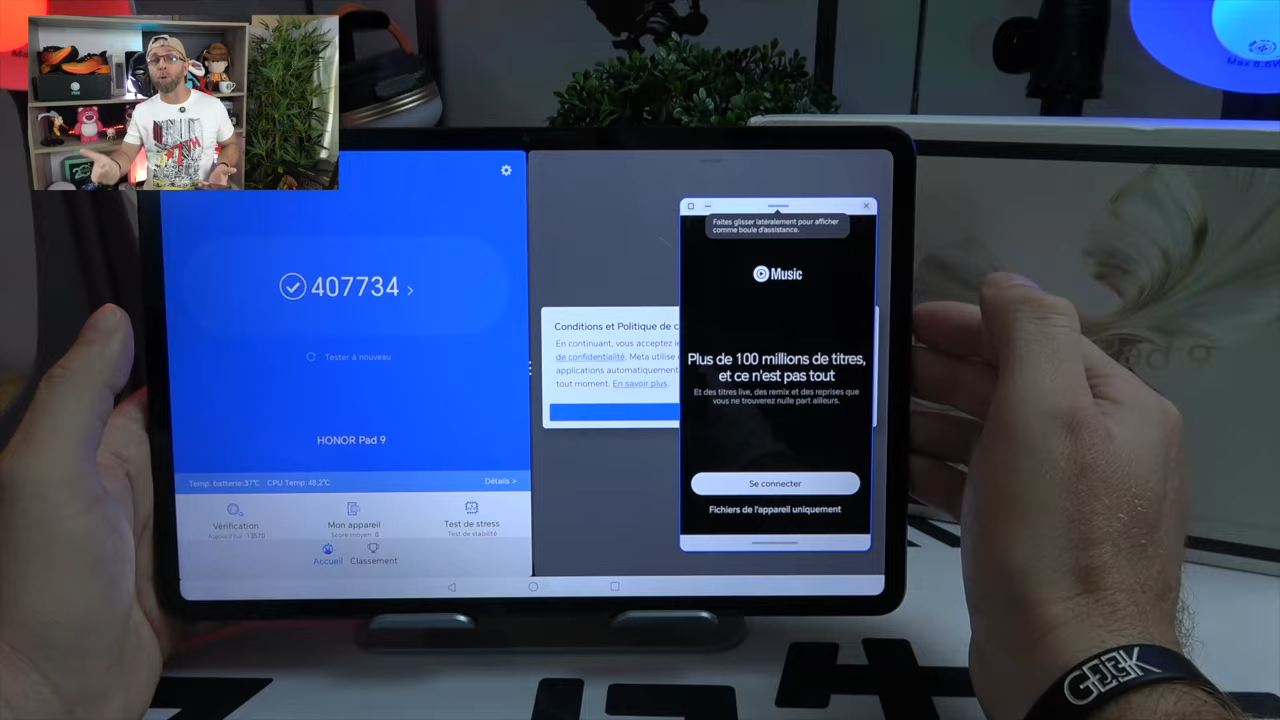 407734
Tester à nouveau
HONOR Pad 9
Temp. batterie:37°C CPU Temp:48.2°C
Détails >
Vérification
Mon appareil
Score moyen :0
Test de stress
Test de stabilité
Accueil
Classement
Conditions et Politique de c
En continuant, vous acceptez le
de confidentialité. Meta utilise
applications automatiquement
tout moment. En savoir plus.
Faites glisser latéralement pour afficher
comme boule d'assistance.
Music
Plus de 100 millions de titres,
et ce n'est pas tout
Et des titres live, des remix et des reprises que
vous ne trouverez nulle part ailleurs.
Se connecter
Fichiers de l'appareil uniquement
GEEK